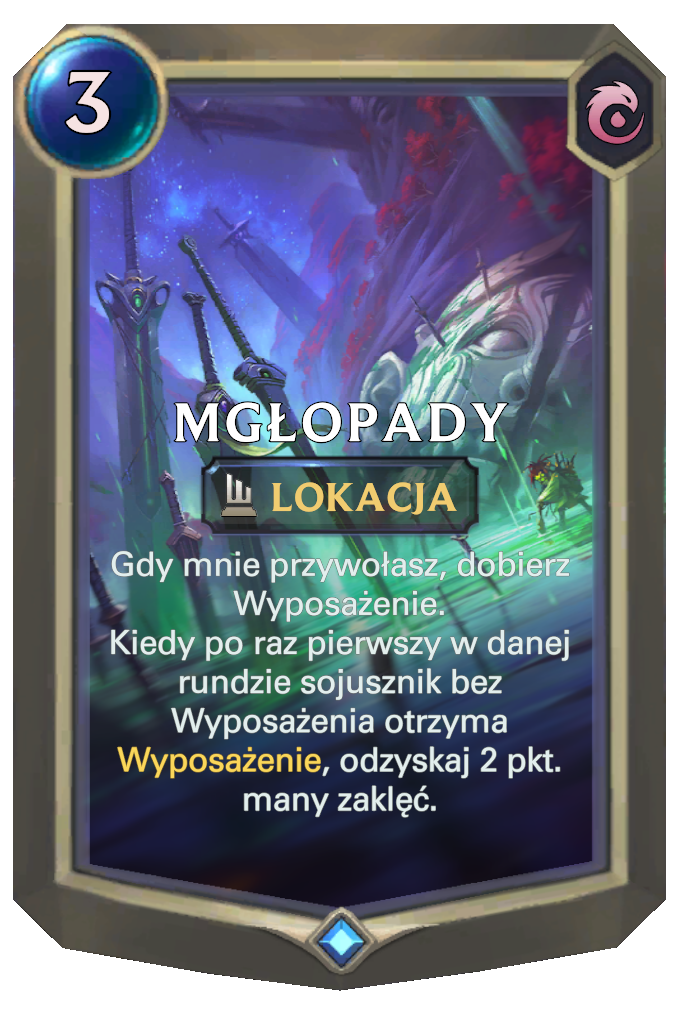 3
MGŁOPADY
LOKACJA
Gdy mnie przywołasz, dobierz
Wyposażenie.
Kiedy po raz pierwszy w danej
rundzie sojusznik bez
Wyposażenia otrzyma
Wyposażenie, odzyskaj 2 pkt.
many zaklęć.